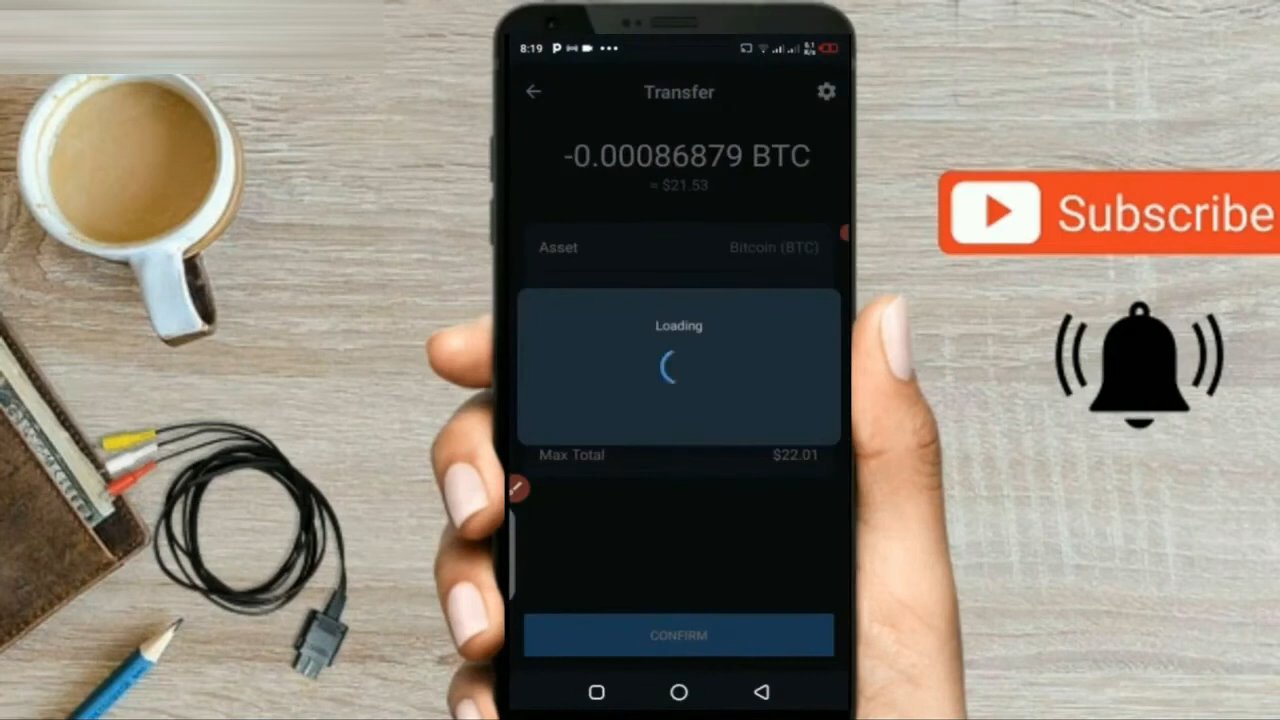 8:19
Transfer
-0.00086879 BTC
≈ $21.53
Asset Bitcoin (BTC)
Loading
Max Total $22.01
CONFIRM
Subscribe